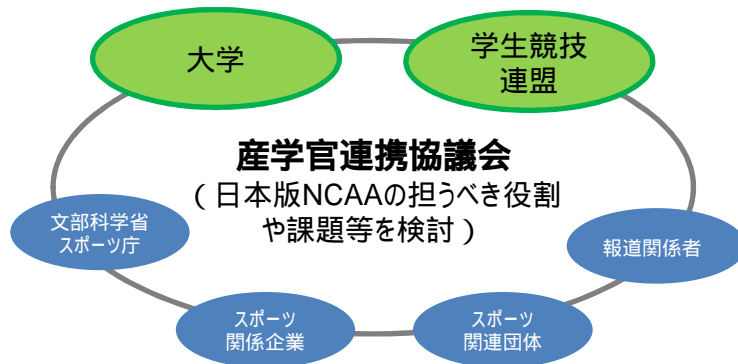 大学
学生競技
連盟
産学官連携協議会
（日本版NCAAの担うべき役割
や課題等を検討）
文部科学省
スポーツ庁
報道関係者
スポーツ
関係企業
スポーツ
関連団体